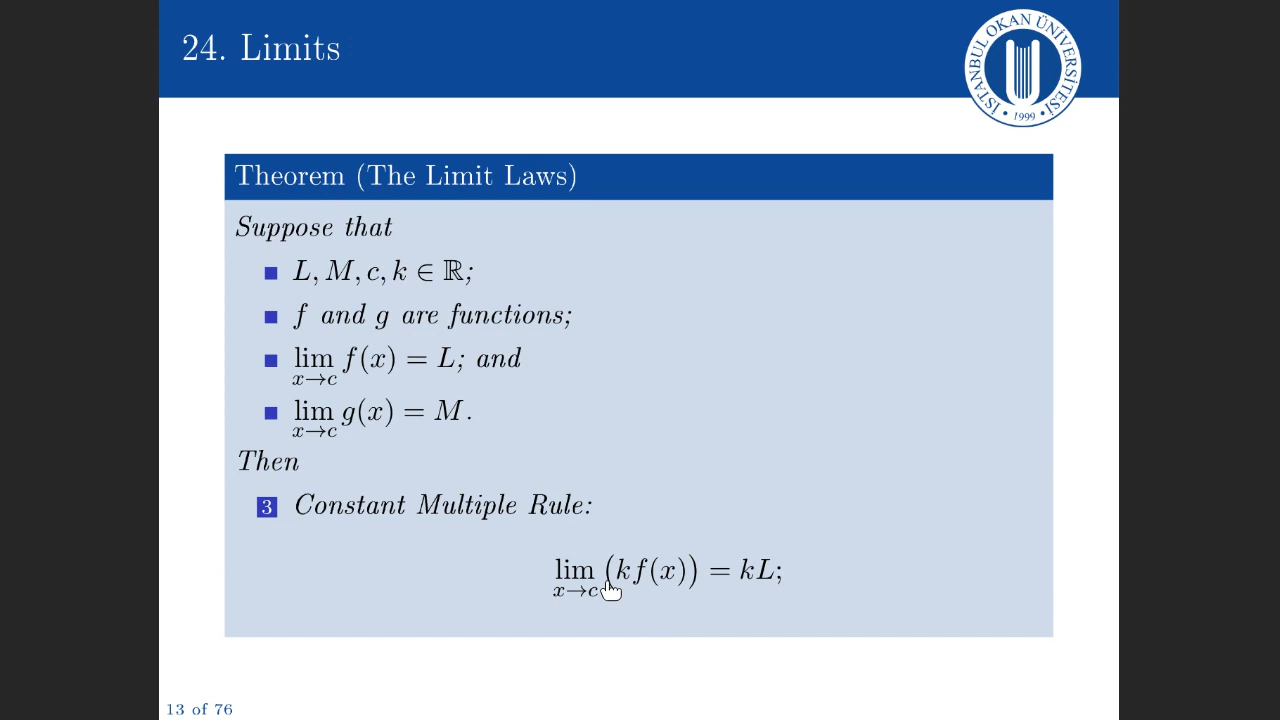 24. Limits
İSTANBUL OKAN ÜNİVERSİTESİ
• 1999 •
Theorem (The Limit Laws)
Suppose that
L, M, c, k ∈ ℝ;
f and g are functions;
lim x→c f(x) = L; and
lim x→c g(x) = M.
Then
3 Constant Multiple Rule:
lim x→c (kf(x)) = kL;
13 of 76